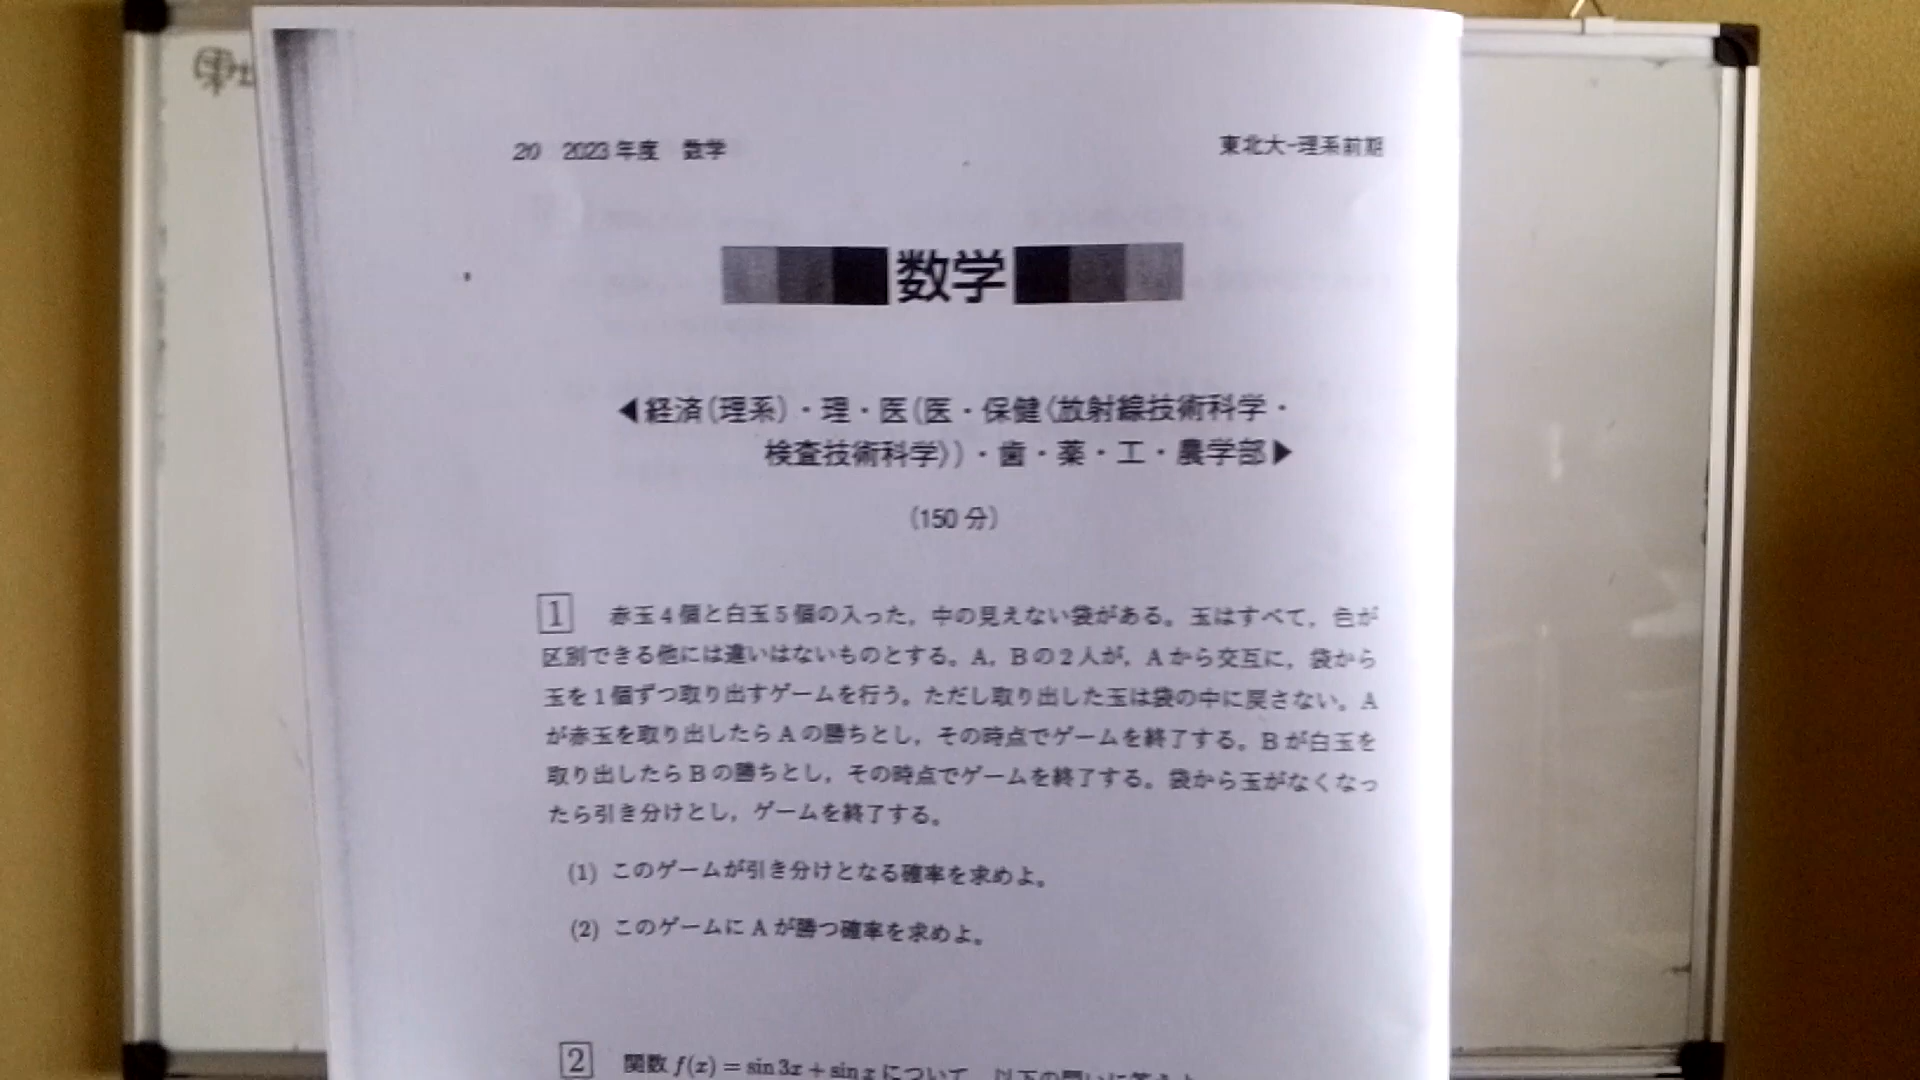 20 2023年度 数学
東北大-理系前期
数学
◀経済(理系)・理・医(医・保健〈放射線技術科学・
検査技術科学〉)・歯・薬・工・農学部▶
(150分)
1 赤玉4個と白玉5個の入った,中の見えない袋がある。玉はすべて,色が
区別できる他には違いはないものとする。A,Bの2人が,Aから交互に,袋から
玉を1個ずつ取り出すゲームを行う。ただし取り出した玉は袋の中に戻さない。A
が赤玉を取り出したらAの勝ちとし,その時点でゲームを終了する。Bが白玉を
取り出したらBの勝ちとし,その時点でゲームを終了する。袋から玉がなくなっ
たら引き分けとし,ゲームを終了する。
(1) このゲームが引き分けとなる確率を求めよ。
(2) このゲームにAが勝つ確率を求めよ。
2 関数 f(x) = sin 3x + sin x について,以下の問いに答えよ